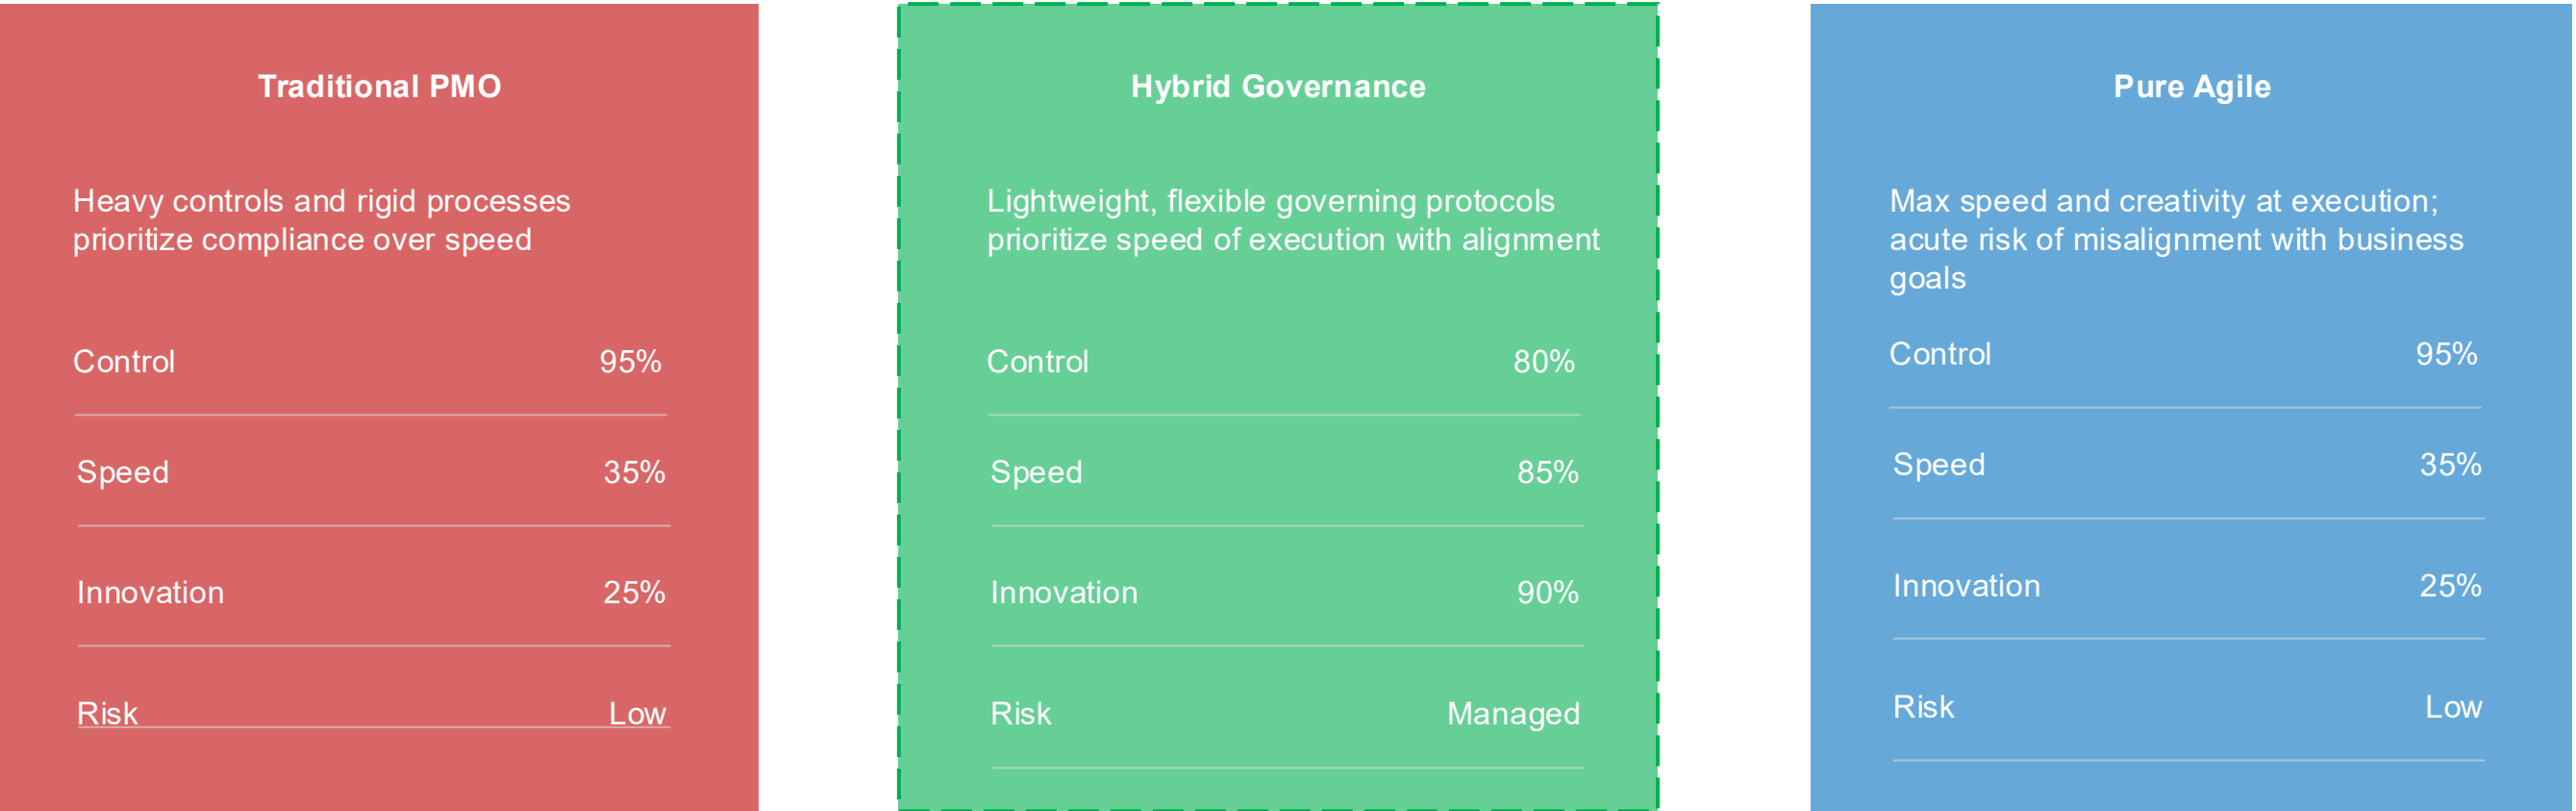 Traditional PMO
Heavy controls and rigid processes
prioritize compliance over speed
Control 95%
Speed 35%
Innovation 25%
Risk Low
Hybrid Governance
Lightweight, flexible governing protocols
prioritize speed of execution with alignment
Control 80%
Speed 85%
Innovation 90%
Risk Managed
Pure Agile
Max speed and creativity at execution;
acute risk of misalignment with business
goals
Control 95%
Speed 35%
Innovation 25%
Risk Low